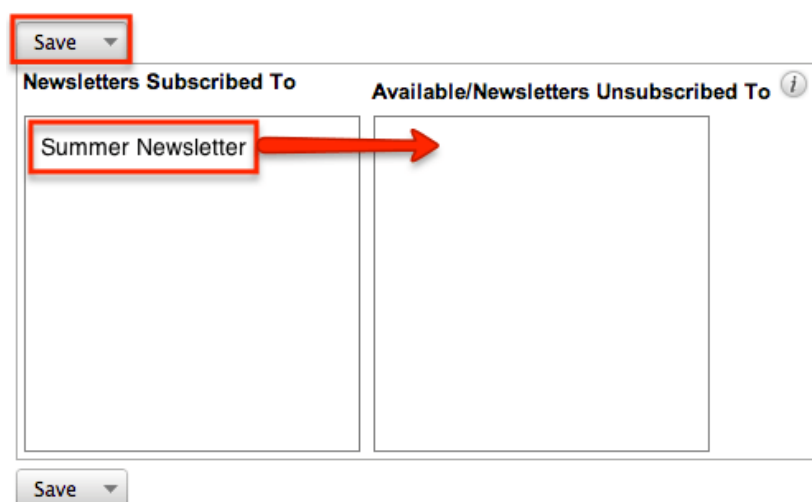 Save
Newsletters Subscribed To
Available/Newsletters Unsubscribed To i
Summer Newsletter
Save